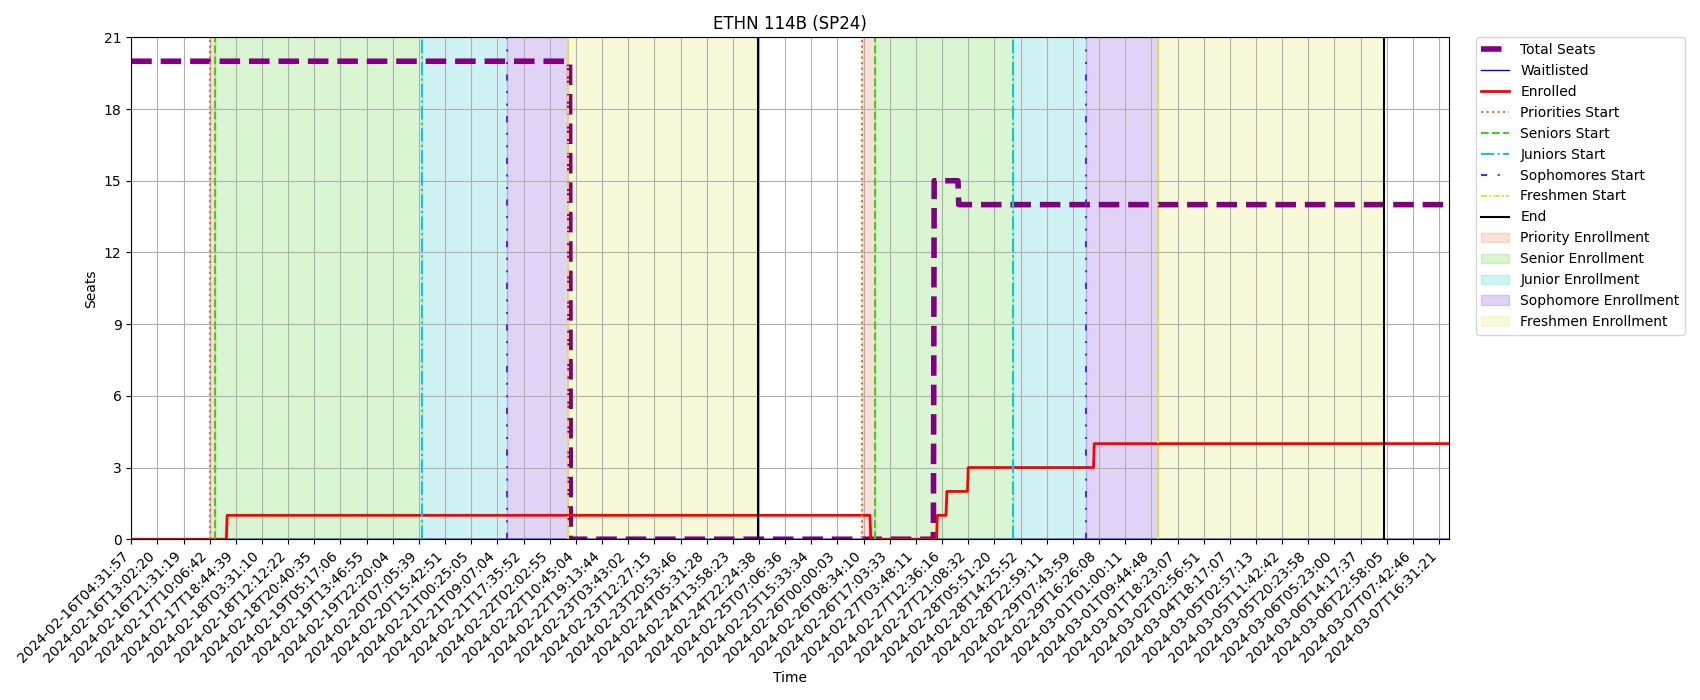 ETHN 114B (SP24)
21
18
15
12
9
6
3
0
Seats
2024-02-16T04:31:57
2024-02-16T13:02:20
2024-02-16T21:31:19
2024-02-17T10:06:42
2024-02-17T18:44:39
2024-02-18T03:31:10
2024-02-18T12:12:22
2024-02-18T20:40:35
2024-02-19T05:17:06
2024-02-19T13:46:55
2024-02-19T22:20:04
2024-02-20T07:05:39
2024-02-20T15:42:51
2024-02-21T00:25:05
2024-02-21T09:07:04
2024-02-21T17:35:52
2024-02-22T02:02:55
2024-02-22T10:45:04
2024-02-22T19:13:44
2024-02-23T03:43:02
2024-02-23T12:27:15
2024-02-23T20:53:46
2024-02-24T05:31:28
2024-02-24T13:58:23
2024-02-24T22:24:38
2024-02-25T07:06:36
2024-02-25T15:33:34
2024-02-26T00:00:03
2024-02-26T08:34:10
2024-02-26T17:03:33
2024-02-27T03:48:11
2024-02-27T12:36:16
2024-02-27T21:08:32
2024-02-28T05:51:20
2024-02-28T14:25:52
2024-02-28T22:59:11
2024-02-29T07:43:59
2024-02-29T16:26:08
2024-03-01T01:00:11
2024-03-01T09:44:48
2024-03-01T18:23:07
2024-03-02T02:56:51
2024-03-04T18:17:07
2024-03-05T02:57:13
2024-03-05T11:42:42
2024-03-05T20:23:58
2024-03-06T05:23:00
2024-03-06T14:17:37
2024-03-06T22:58:05
2024-03-07T07:42:46
2024-03-07T16:31:21
Time
Total Seats
Waitlisted
Enrolled
Priorities Start
Seniors Start
Juniors Start
Sophomores Start
Freshmen Start
End
Priority Enrollment
Senior Enrollment
Junior Enrollment
Sophomore Enrollment
Freshmen Enrollment